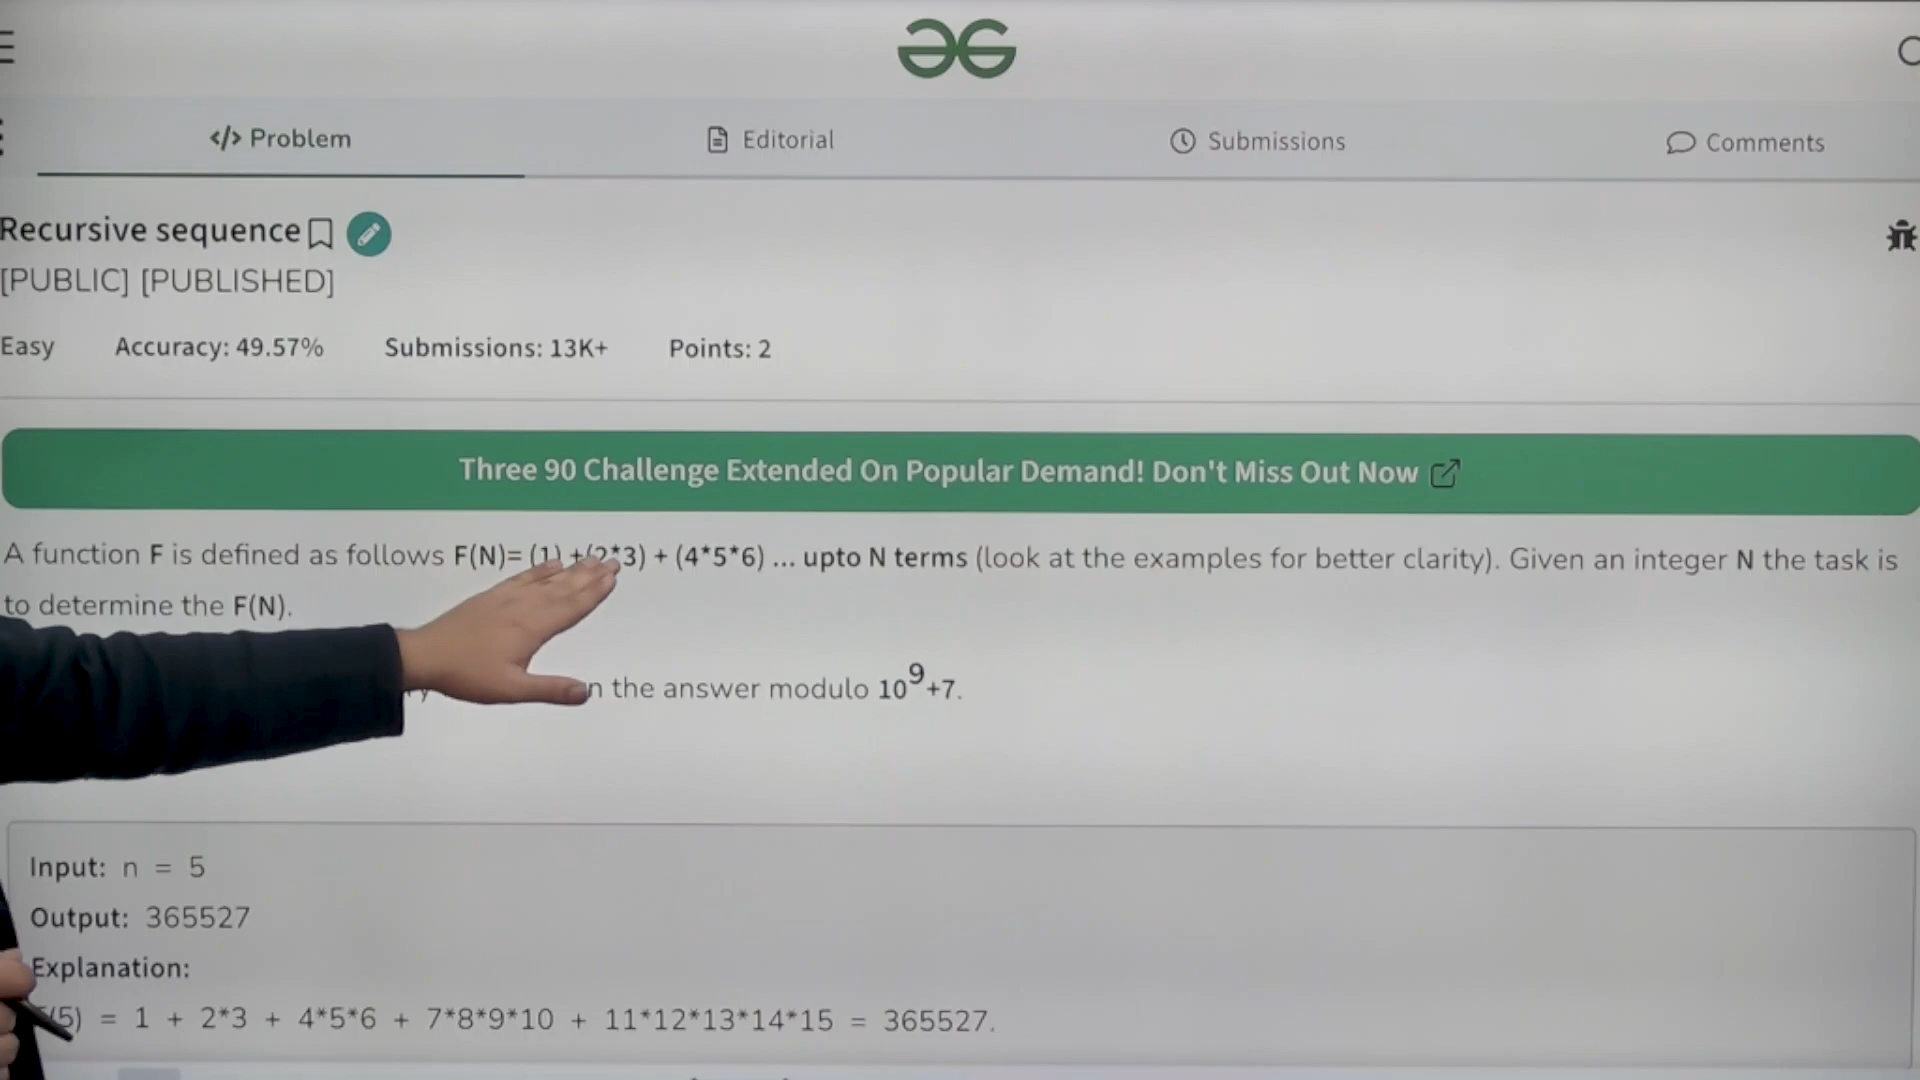 </> Problem
Editorial
Submissions
Comments
Recursive sequence
[PUBLIC] [PUBLISHED]
Easy Accuracy: 49.57% Submissions: 13K+ Points: 2
Three 90 Challenge Extended On Popular Demand! Don't Miss Out Now
A function F is defined as follows F(N)= (1) +(2*3) + (4*5*6) ... upto N terms (look at the examples for better clarity). Given an integer N the task is
to determine the F(N).
the answer modulo 10⁹+7.
Input: n = 5
Output: 365527
Explanation:
(5) = 1 + 2*3 + 4*5*6 + 7*8*9*10 + 11*12*13*14*15 = 365527.